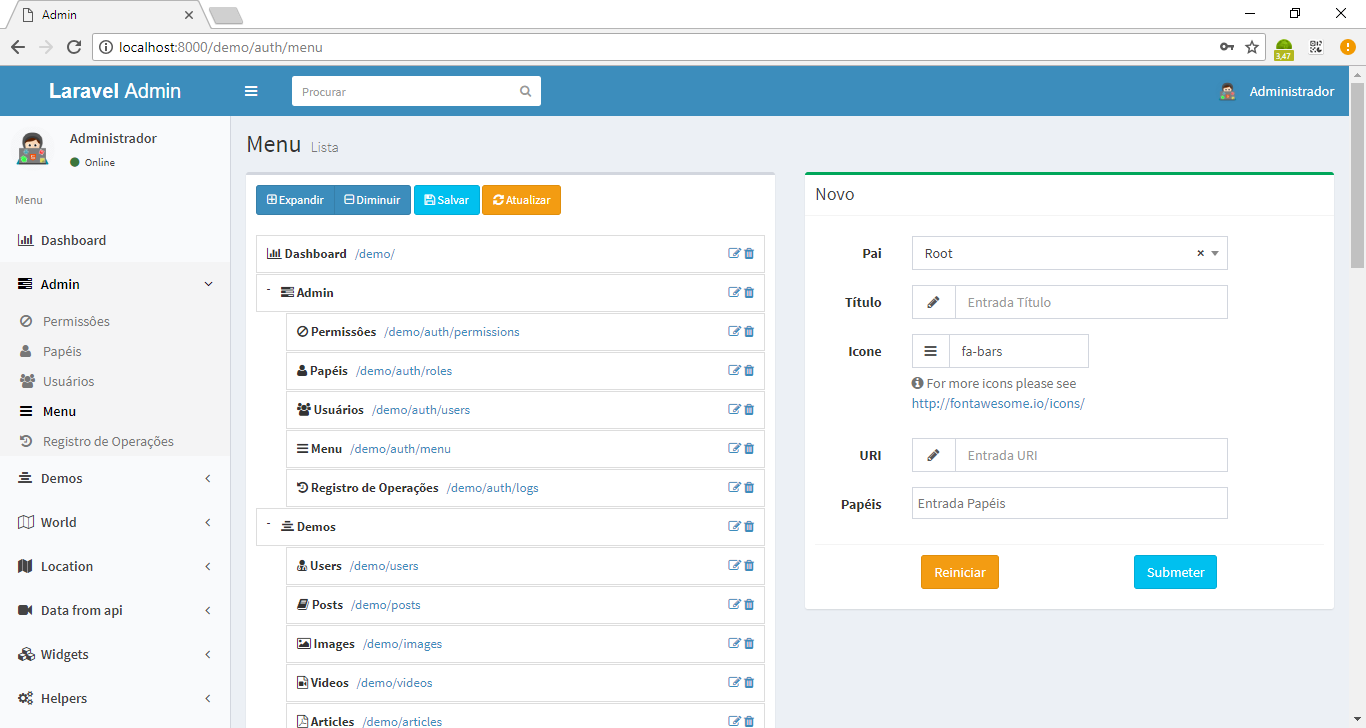 Admin
localhost:8000/demo/auth/menu
3,47
Laravel Admin
Procurar
Administrador
Administrador
Online
Menu
Dashboard
Admin
Permissões
Papéis
Usuários
Menu
Registro de Operações
Demos
World
Location
Data from api
Widgets
Helpers
Menu Lista
Expandir Diminuir Salvar Atualizar
Dashboard /demo/
Admin
Permissões /demo/auth/permissions
Papéis /demo/auth/roles
Usuários /demo/auth/users
Menu /demo/auth/menu
Registro de Operações /demo/auth/logs
Demos
Users /demo/users
Posts /demo/posts
Images /demo/images
Videos /demo/videos
Articles /demo/articles
Novo
Pai Root
Título Entrada Título
Icone fa-bars
For more icons please see
http://fontawesome.io/icons/
URI Entrada URI
Papéis Entrada Papéis
Reiniciar Submeter